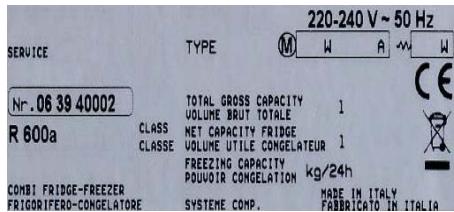 220-240 V ~ 50 Hz
SERVICE TYPE M W A W
CE
Nr. 06 39 40002
TOTAL GROSS CAPACITY
VOLUME BRUT TOTALE 1
R 600a
CLASS NET CAPACITY FRIDGE
CLASSE VOLUME UTILE CONGELATEUR 1
FREEZING CAPACITY
POUVOIR CONGELATION kg/24h
COMBI FRIDGE-FREEZER MADE IN ITALY
FRIGORIFERO-CONGELATORE SYSTEME COMP. FABBRICATO IN ITALIA